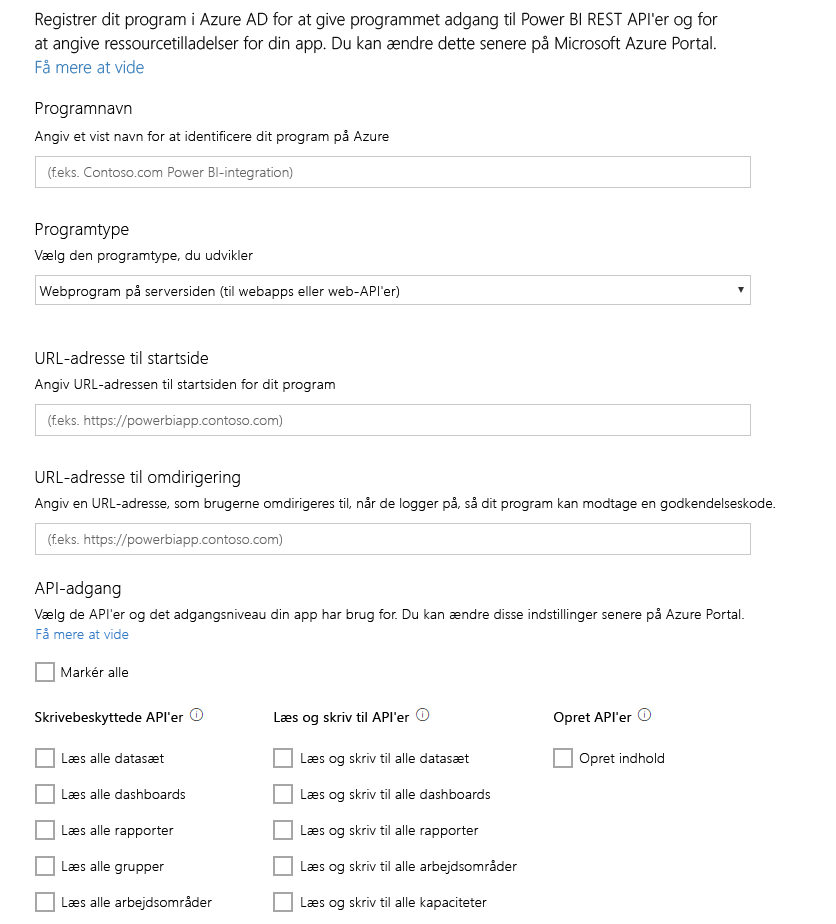 Registrer dit program i Azure AD for at give programmet adgang til Power BI REST API'er og for
at angive ressourcetilladelser for din app. Du kan ændre dette senere på Microsoft Azure Portal.
Få mere at vide
Programnavn
Angiv et vist navn for at identificere dit program på Azure
(f.eks. Contoso.com Power BI-integration)
Programtype
Vælg den programtype, du udvikler
Webprogram på serversiden (til webapps eller web-API'er)
URL-adresse til startside
Angiv URL-adressen til startsiden for dit program
(f.eks. https://powerbiapp.contoso.com)
URL-adresse til omdirigering
Angiv en URL-adresse, som brugerne omdirigeres til, når de logger på, så dit program kan modtage en godkendelseskode.
(f.eks. https://powerbiapp.contoso.com)
API-adgang
Vælg de API'er og det adgangsniveau din app har brug for. Du kan ændre disse indstillinger senere på Azure Portal.
Få mere at vide
Markér alle
Skrivebeskyttede API'er
Læs alle datasæt
Læs alle dashboards
Læs alle rapporter
Læs alle grupper
Læs alle arbejdsområder
Læs og skriv til API'er
Læs og skriv til alle datasæt
Læs og skriv til alle dashboards
Læs og skriv til alle rapporter
Læs og skriv til alle arbejdsområder
Læs og skriv til alle kapaciteter
Opret API'er
Opret indhold